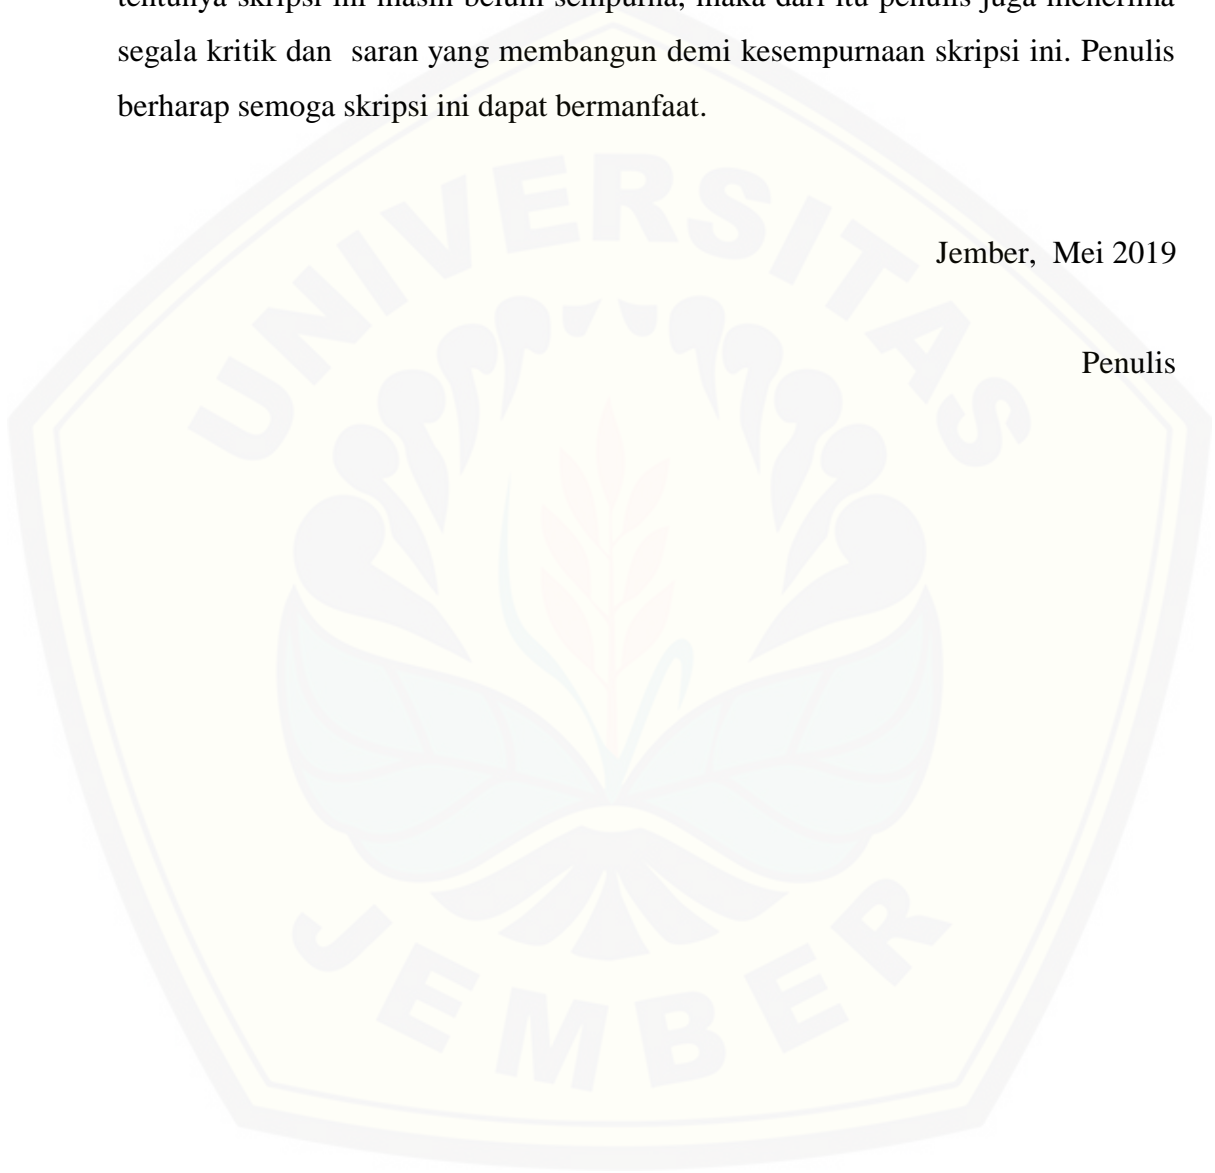 tentunya skripsi ini masih belum sempurna, maka dari itu penulis juga menerima
segala kritik dan  saran yang membangun demi kesempurnaan skripsi ini. Penulis
berharap semoga skripsi ini dapat bermanfaat.
Jember,  Mei 2019
Penulis
UNIVERSITAS
JEMBER